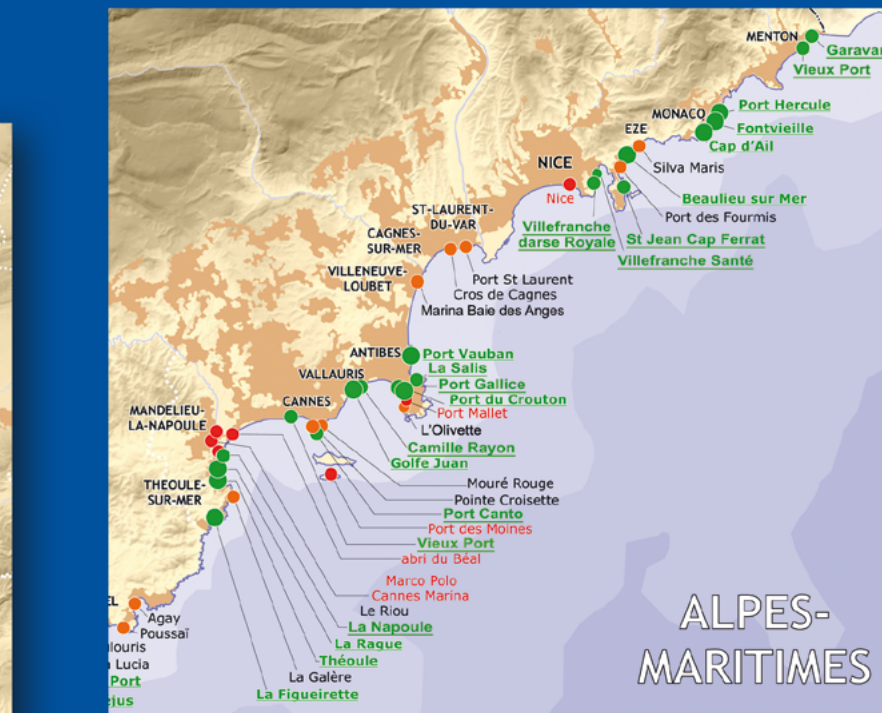 MENTON
Garavan
Vieux Port
MONACO
Port Hercule
Fontvieille
Cap d'Ail
EZE
Silva Maris
NICE
Nice
Beaulieu sur Mer
Port des Fourmis
Villefranche
darse Royale
St Jean Cap Ferrat
Villefranche Santé
ST-LAURENT-
DU-VAR
CAGNES-
SUR-MER
VILLENEUVE-
LOUBET
Port St Laurent
Cros de Cagnes
Marina Baie des Anges
ANTIBES
Port Vauban
La Salis
VALLAURIS
Port Gallice
Port du Crouton
CANNES
Port Mallet
MANDELIEU-
LA-NAPOULE
L'Olivette
Camille Rayon
Golfe Juan
THEOULE-
SUR-MER
Mouré Rouge
Pointe Croisette
Port Canto
Port des Moines
Vieux Port
abri du Béal
Marco Polo
Cannes Marina
Le Riou
La Napoule
La Rague
Théoule
La Galère
La Figueirette
EL
Agay
Poussaï
louris
Lucia
Port
jus
ALPES-
MARITIMES